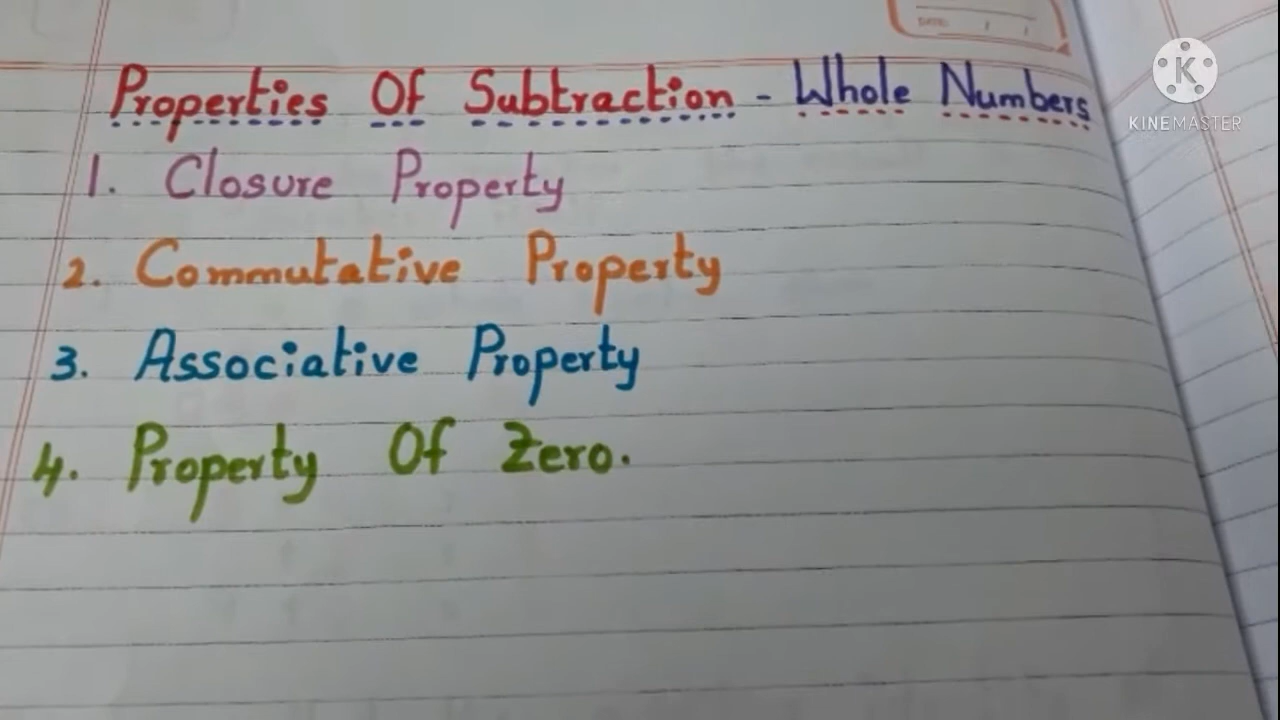 DATE: / /
Properties Of Subtraction - Whole Numbers
1. Closure Property
2. Commutative Property
3. Associative Property
4. Property Of Zero.
KINEMASTER